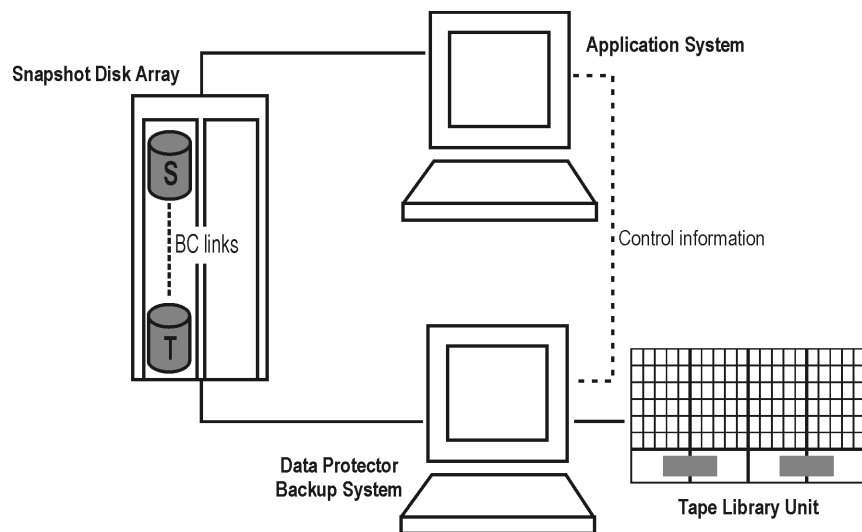 Snapshot Disk Array
Application System
S
BC links
T
Control information
Data Protector
Backup System
Tape Library Unit